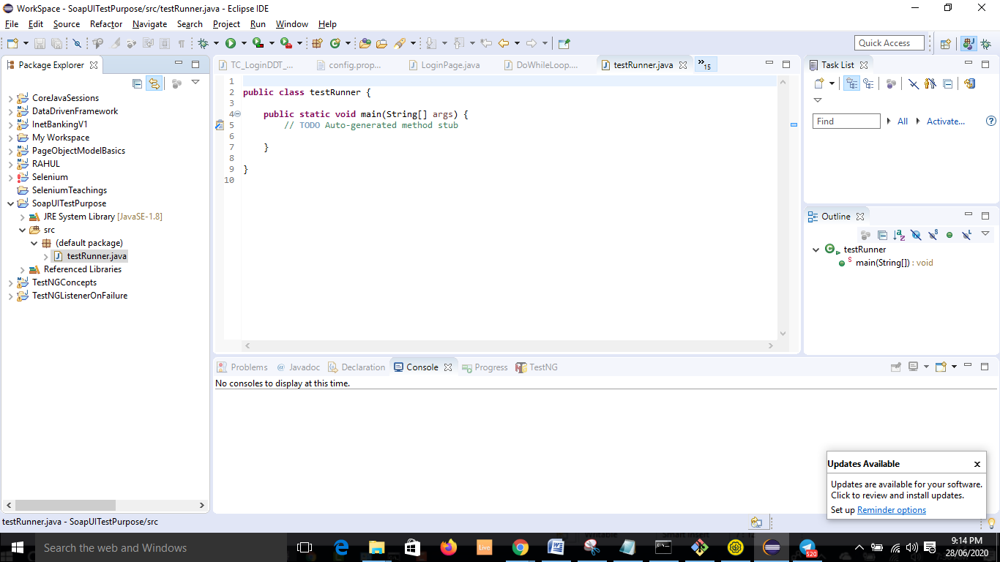 WorkSpace - SoapUITestPurpose/src/testRunner.java - Eclipse IDE
File Edit Source Refactor Navigate Search Project Run Window Help
Quick Access
Package Explorer
CoreJavaSessions
DataDrivenFramework
InetBankingV1
My Workspace
PageObjectModelBasics
RAHUL
Selenium
SeleniumTeachings
SoapUITestPurpose
JRE System Library [JavaSE-1.8]
src
(default package)
testRunner.java
Referenced Libraries
TestNGConcepts
TestNGListenerOnFailure
TC_LoginDDT_... config.prop... LoginPage.java DoWhileLoop.... testRunner.java »15
1
2 public class testRunner {
3
4 public static void main(String[] args) {
5 // TODO Auto-generated method stub
6
7 }
8
9 }
10
Task List
Find All Activate...
Outline
testRunner
main(String[]) : void
Problems @ Javadoc Declaration Console Progress TestNG
No consoles to display at this time.
Updates Available x
Updates are available for your software.
Click to review and install updates.
Set up Reminder options
testRunner.java - SoapUITestPurpose/src
Search the web and Windows
Live
520
9:14 PM
28/06/2020